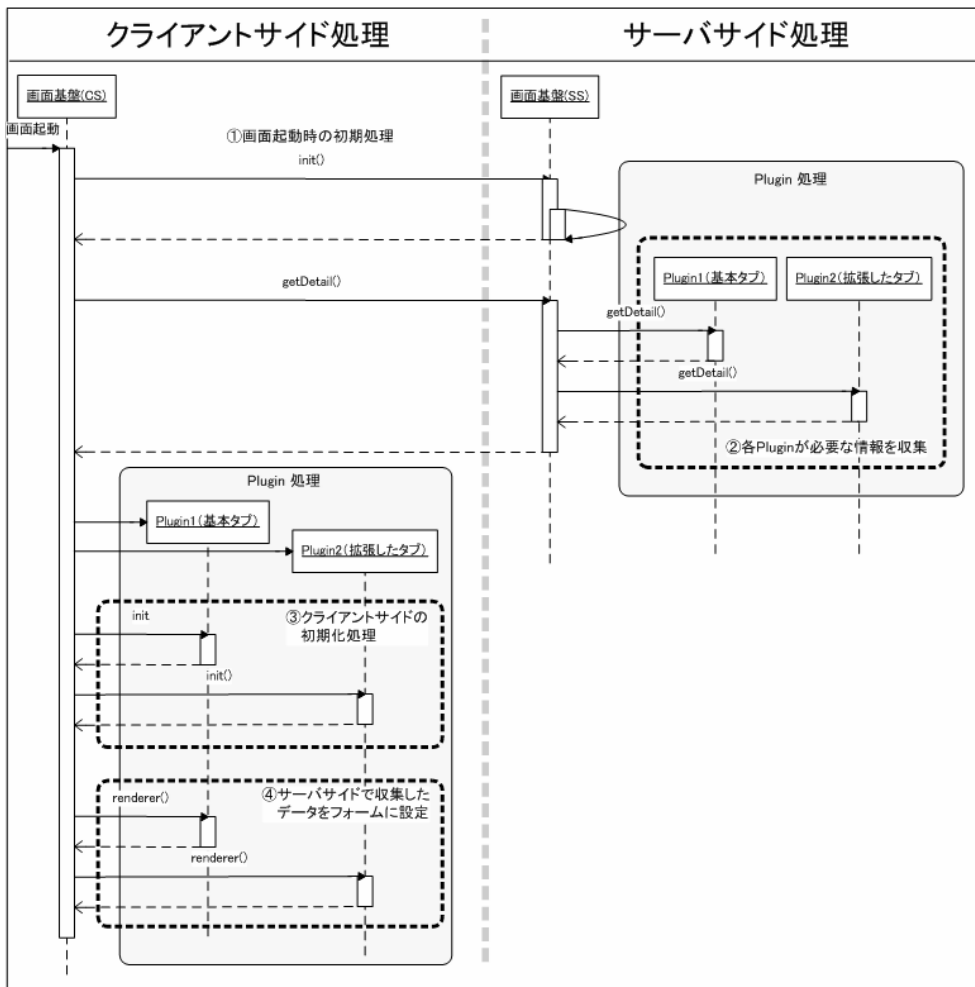 クライアントサイド処理
サーバサイド処理
画面基盤(CS)
画面基盤(SS)
画面起動
①画面起動時の初期処理
init()
Plugin 処理
Plugin1(基本タブ)
Plugin2(拡張したタブ)
getDetail()
getDetail()
getDetail()
②各Pluginが必要な情報を収集
Plugin 処理
Plugin1(基本タブ)
Plugin2(拡張したタブ)
③クライアントサイドの
初期化処理
init
init()
④サーバサイドで収集した
データをフォームに設定
renderer()
renderer()